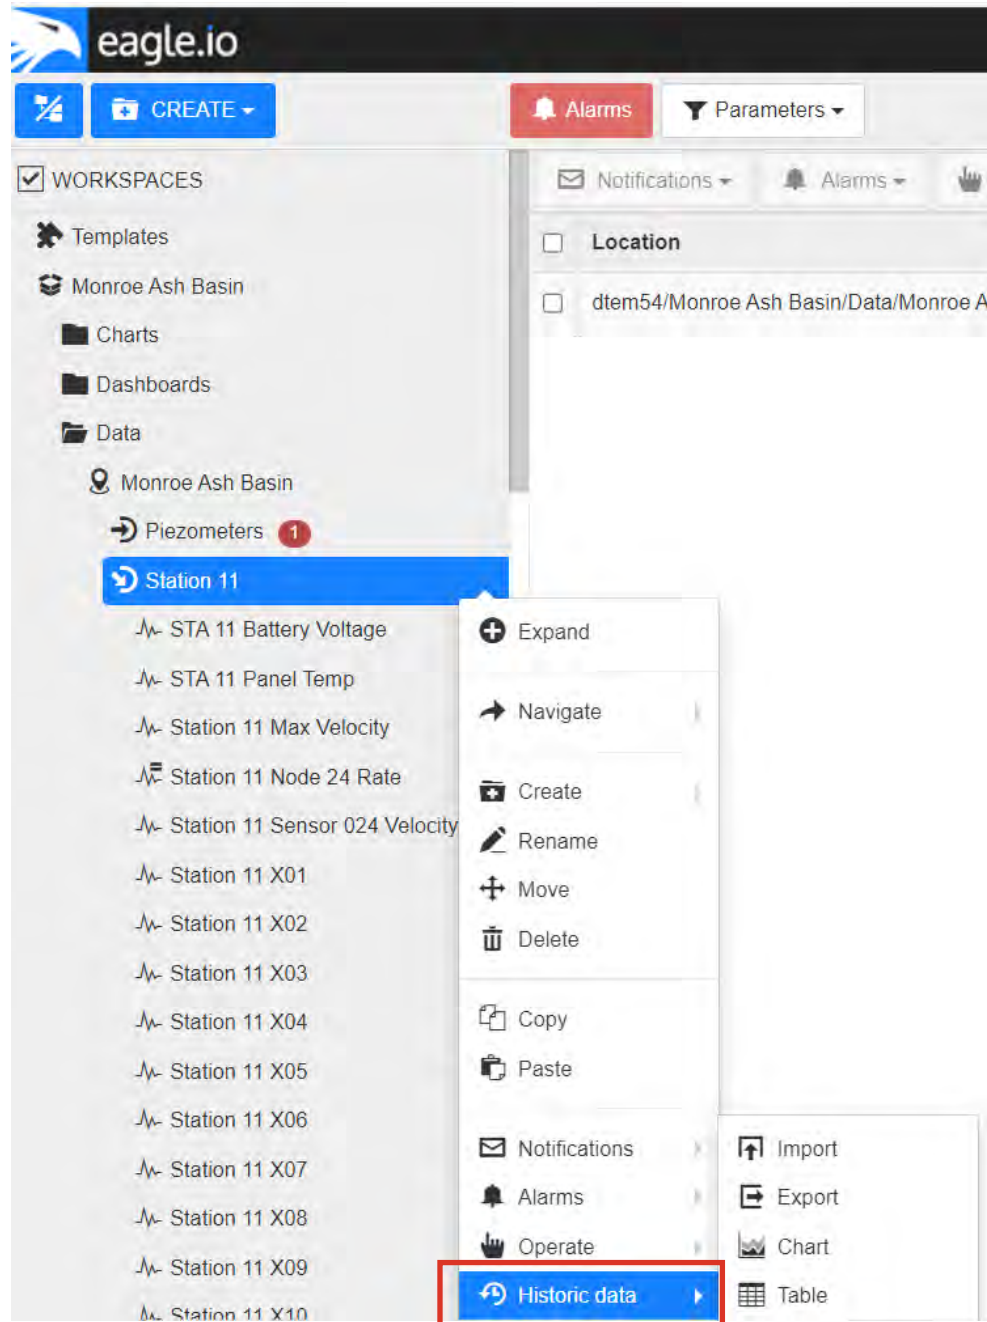 eagle.io
CREATE
Alarms
Parameters
WORKSPACES
Notifications
Alarms
Templates
Location
Monroe Ash Basin
dtem54/Monroe Ash Basin/Data/Monroe A
Charts
Dashboards
Data
Monroe Ash Basin
Piezometers 1
Station 11
STA 11 Battery Voltage
Expand
STA 11 Panel Temp
Navigate
Station 11 Max Velocity
Station 11 Node 24 Rate
Create
Station 11 Sensor 024 Velocity
Rename
Station 11 X01
Move
Station 11 X02
Delete
Station 11 X03
Station 11 X04
Copy
Station 11 X05
Paste
Station 11 X06
Notifications
Import
Station 11 X07
Alarms
Export
Station 11 X08
Operate
Chart
Station 11 X09
Historic data
Table
Station 11 X10